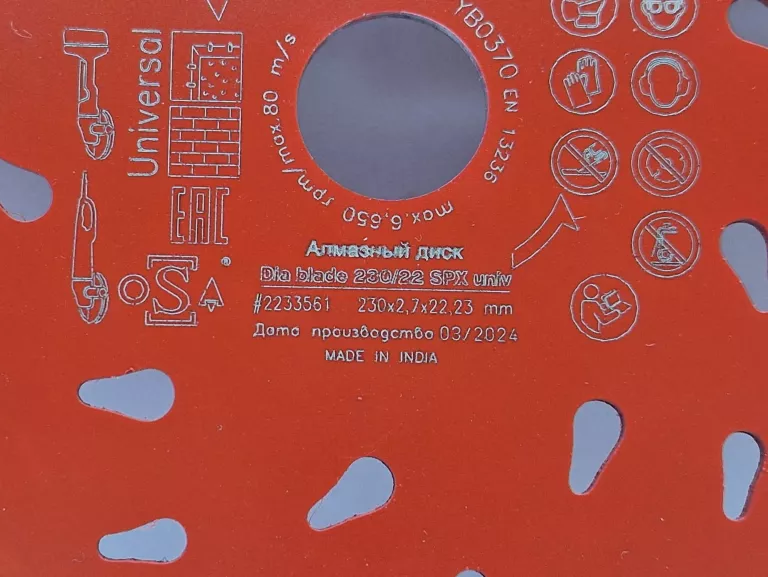 Universal
max. 6,650 rpm/max.80 m/s
YB0370 EN 13236
EAC
oSa®
Алмазный диск
Dia blade 230/22 SPX univ
#2233561 230x2,7x22,23 mm
Дата производства 03/2024
MADE IN INDIA